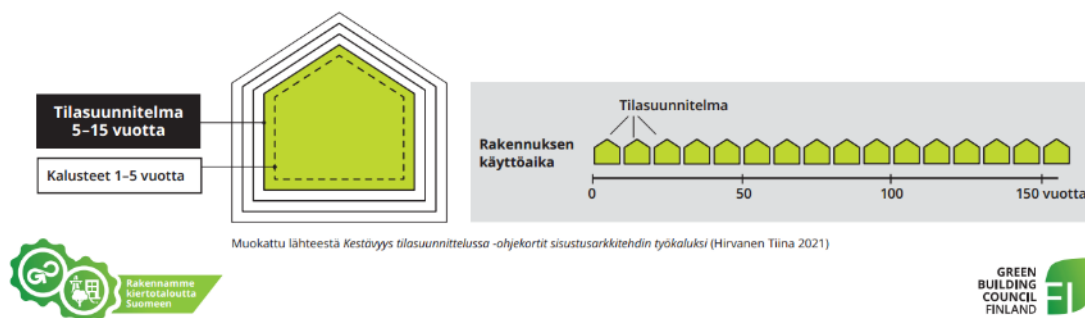 Tilasuunnitelma
5–15 vuotta
Kalusteet 1–5 vuotta
Tilasuunnitelma
Rakennuksen
käyttöaika
0 50 100 150 vuotta
Muokattu lähteestä Kestävyys tilasuunnittelussa -ohjekortit sisustusarkkitehdin työkaluksi (Hirvanen Tiina 2021)
Rakennamme
kiertotaloutta
Suomeen
GREEN
BUILDING
COUNCIL
FINLAND
FI